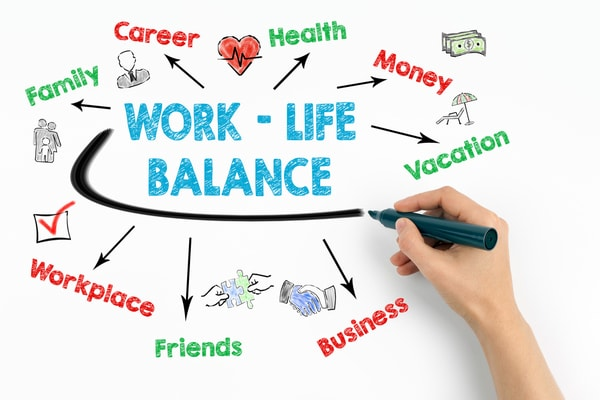 Career
Health
Family
Money
WORK - LIFE
BALANCE
Vacation
Workplace
Friends
Business